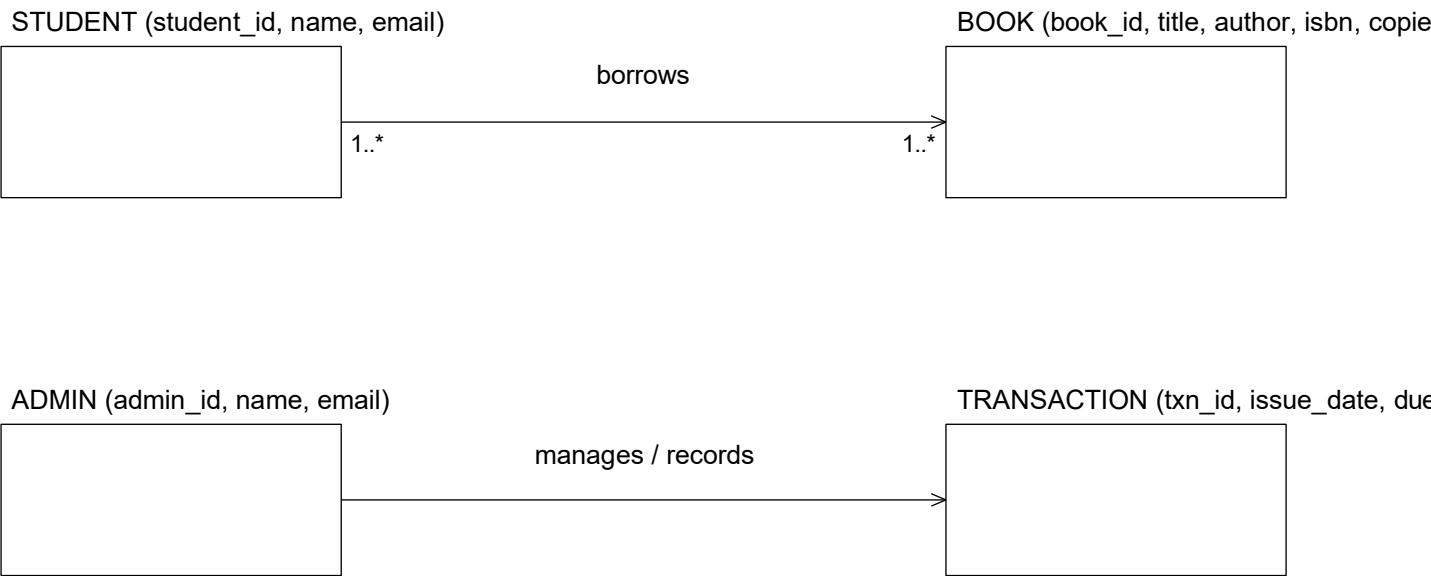 STUDENT (student_id, name, email)
BOOK (book_id, title, author, isbn, copie
borrows
1..*
1..*
ADMIN (admin_id, name, email)
TRANSACTION (txn_id, issue_date, due
manages / records